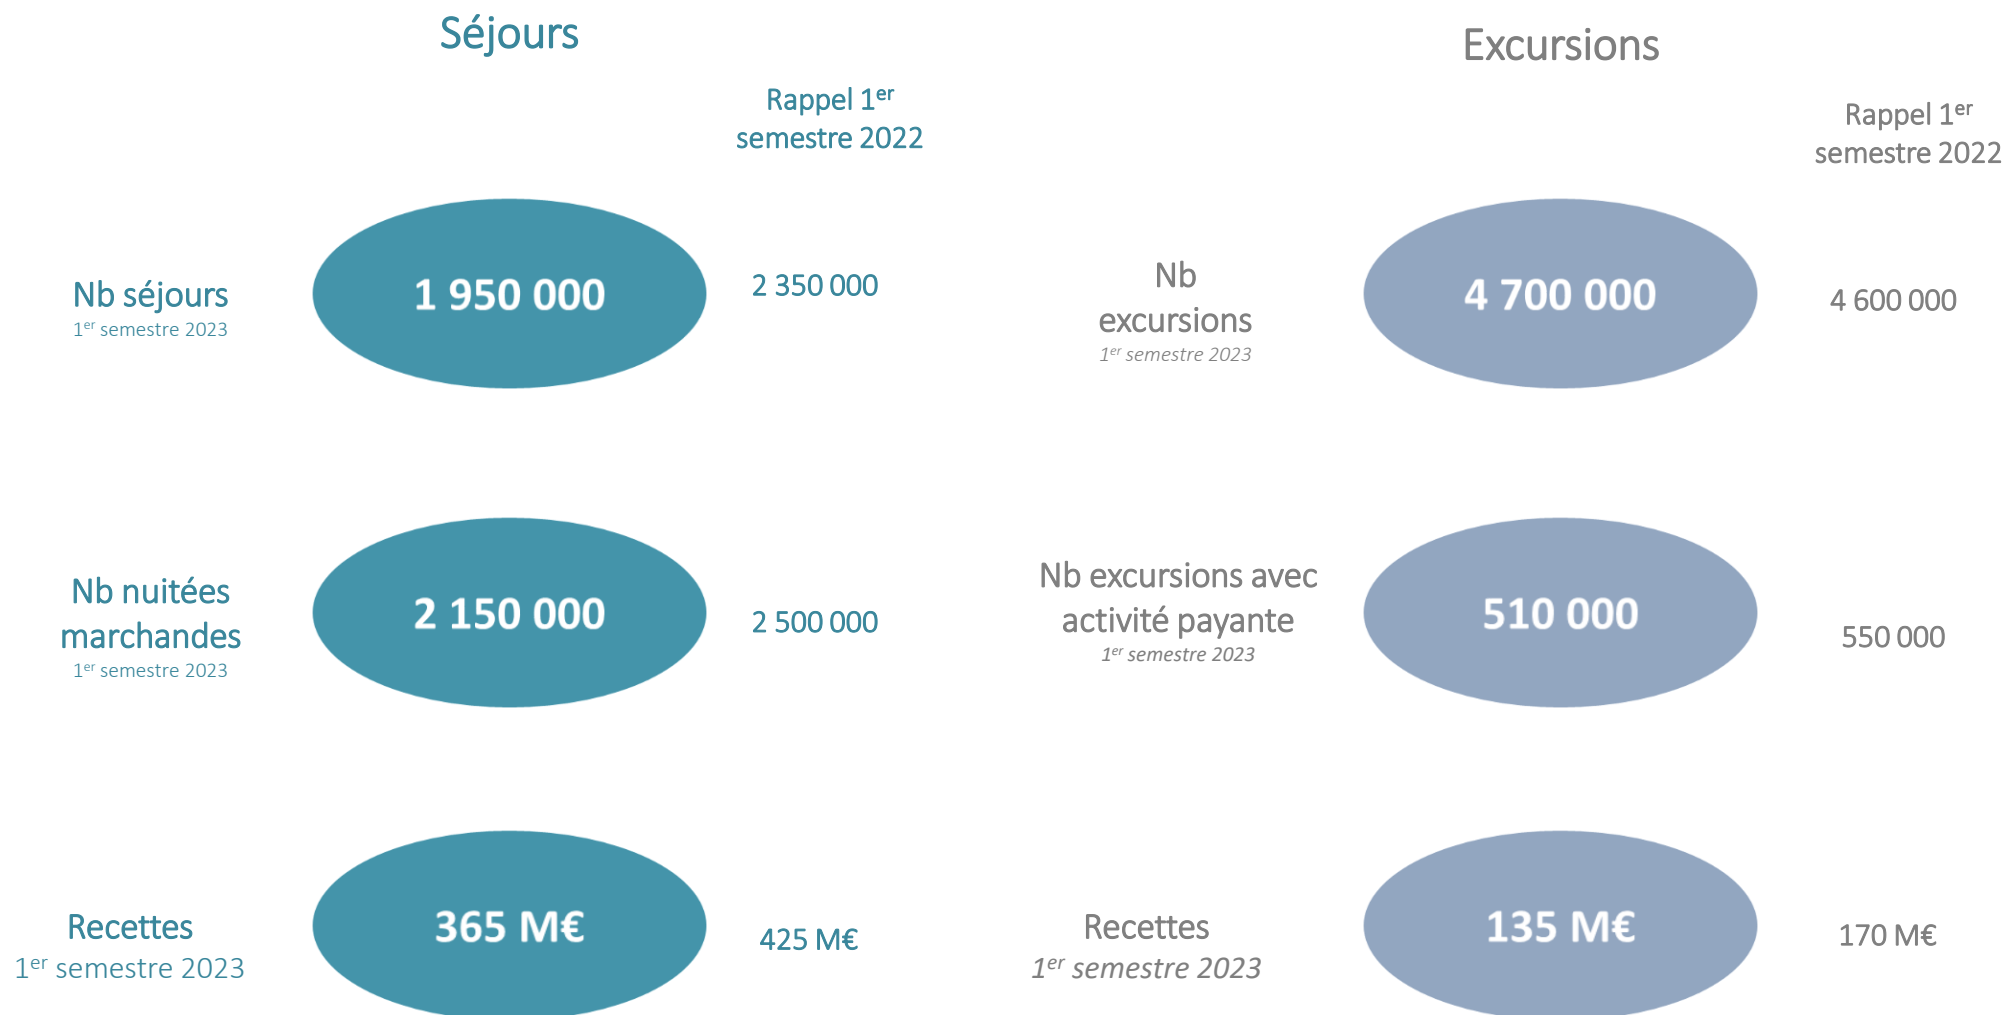 Séjours
Rappel 1er
semestre 2022
Nb séjours
1er semestre 2023
1 950 000
2 350 000
Nb nuitées
marchandes
1er semestre 2023
2 150 000
2 500 000
Recettes
1er semestre 2023
365 M€
425 M€
Excursions
Rappel 1er
semestre 2022
Nb
excursions
1er semestre 2023
4 700 000
4 600 000
Nb excursions avec
activité payante
1er semestre 2023
510 000
550 000
Recettes
1er semestre 2023
135 M€
170 M€